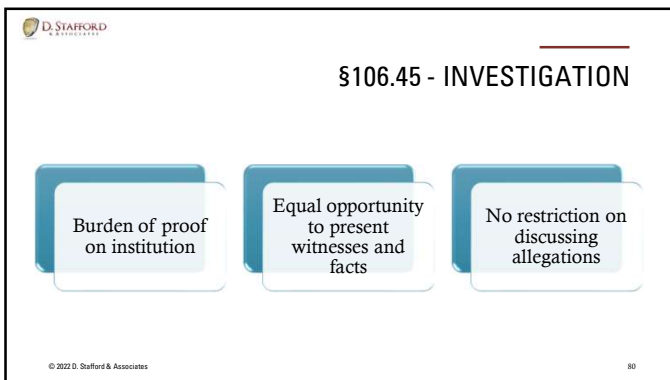 D. STAFFORD
& ASSOCIATES
§106.45 - INVESTIGATION
Burden of proof
on institution
Equal opportunity
to present
witnesses and
facts
No restriction on
discussing
allegations
© 2022 D. Stafford & Associates
80